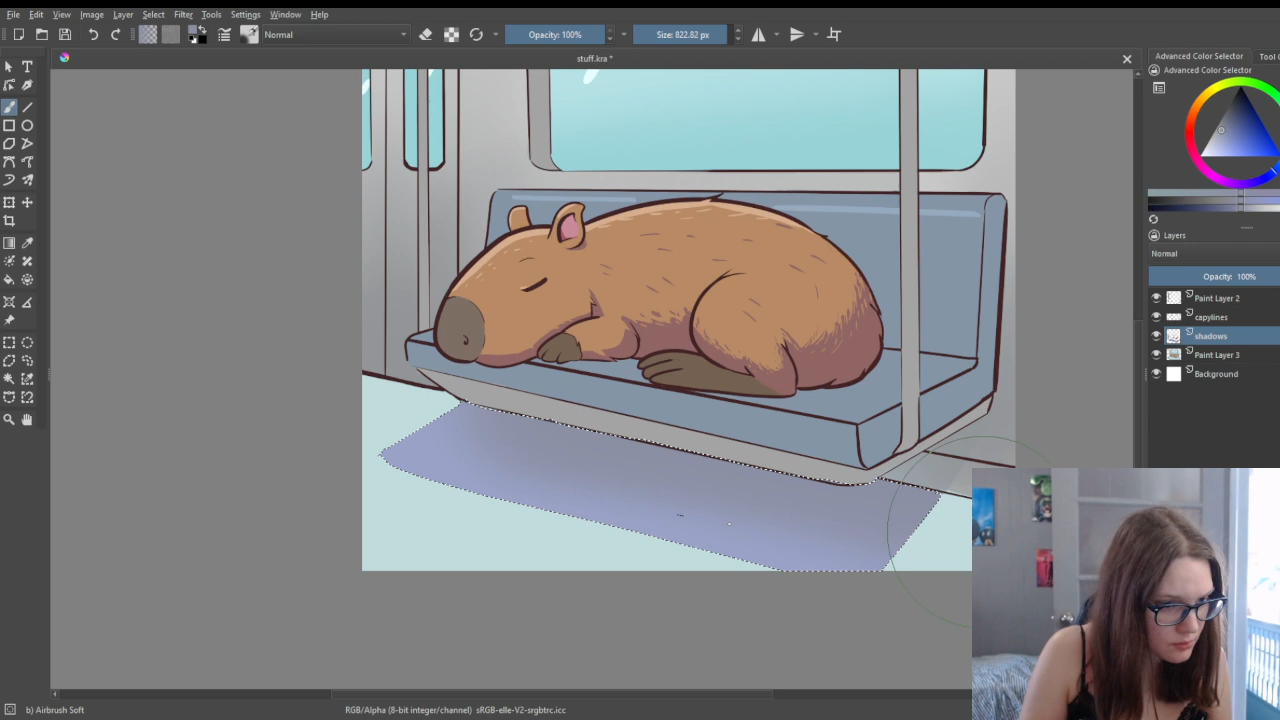 File Edit View Image Layer Select Filter Tools Settings Window Help
Normal Opacity: 100% Size: 822.82 px
stuff.kra *
Advanced Color Selector Tool
Advanced Color Selector
Layers
Normal
Opacity: 100%
Paint Layer 2
capylines
shadows
Paint Layer 3
Background
b) Airbrush Soft RGB/Alpha (8-bit integer/channel) sRGB-elle-V2-srgbtrc.icc